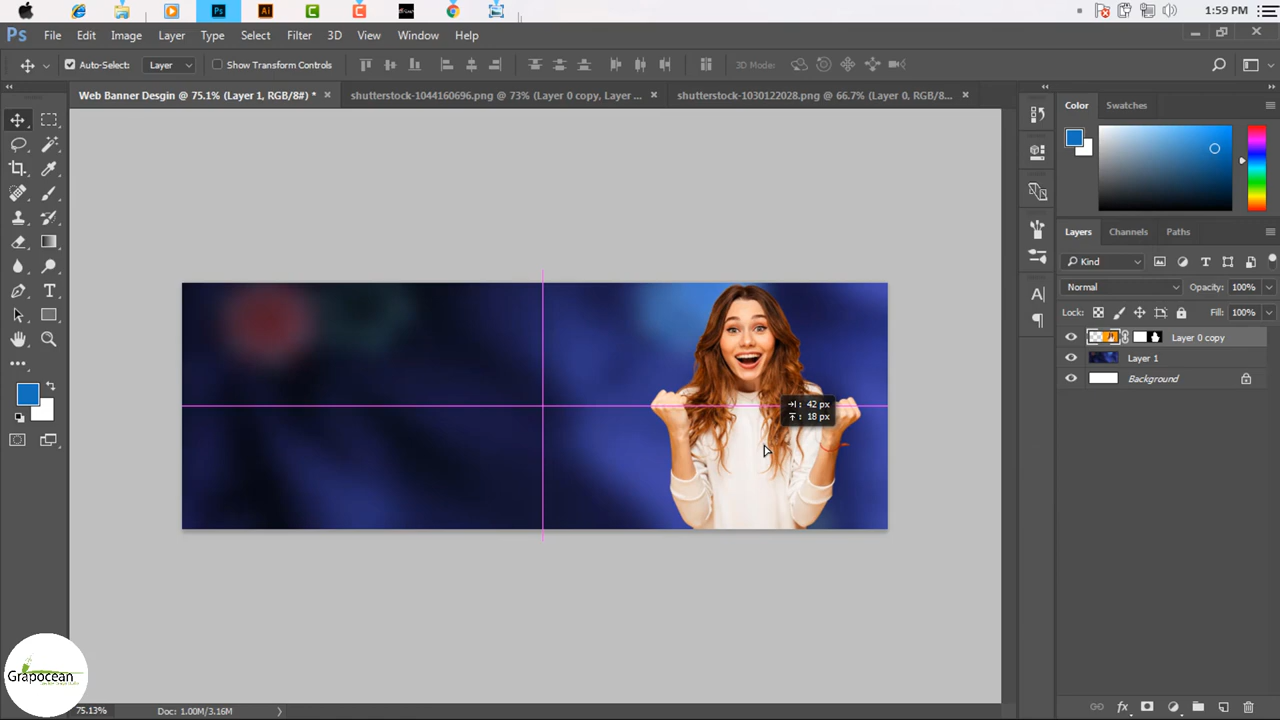 1:59 PM
Ps File Edit Image Layer Type Select Filter 3D View Window Help
Auto-Select: Layer Show Transform Controls 3D Mode:
Web Banner Desgin @ 75.1% (Layer 1, RGB/8#) * × shutterstock-1044160696.png @ 73% (Layer 0 copy, Layer ... × shutterstock-1030122028.png @ 66.7% (Layer 0, RGB/8... ×
Color Swatches
Layers Channels Paths
Kind
Normal Opacity: 100%
Lock: Fill: 100%
Layer 0 copy
Layer 1
Background
42 px
18 px
Grapocean
75.13% Doc: 1.00M/3.16M